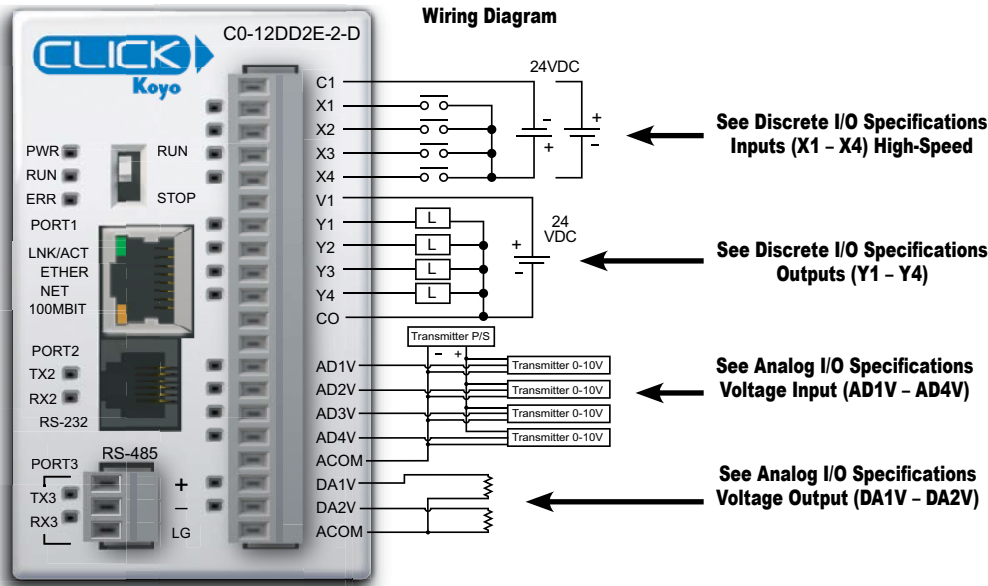 Wiring Diagram
CLICK
Koyo
C0-12DD2E-2-D
PWR
RUN
ERR
RUN
STOP
PORT1
LNK/ACT
ETHER
NET
100MBIT
PORT2
TX2
RX2
RS-232
PORT3
RS-485
TX3
RX3
+
–
LG
C1
X1
X2
X3
X4
V1
Y1
Y2
Y3
Y4
CO
AD1V
AD2V
AD3V
AD4V
ACOM
DA1V
DA2V
ACOM
24VDC
-
+
+
-
L
L
L
L
24
VDC
+
-
Transmitter P/S
- +
Transmitter 0-10V
Transmitter 0-10V
Transmitter 0-10V
Transmitter 0-10V
See Discrete I/O Specifications
Inputs (X1 – X4) High-Speed
See Discrete I/O Specifications
Outputs (Y1 – Y4)
See Analog I/O Specifications
Voltage Input (AD1V – AD4V)
See Analog I/O Specifications
Voltage Output (DA1V – DA2V)